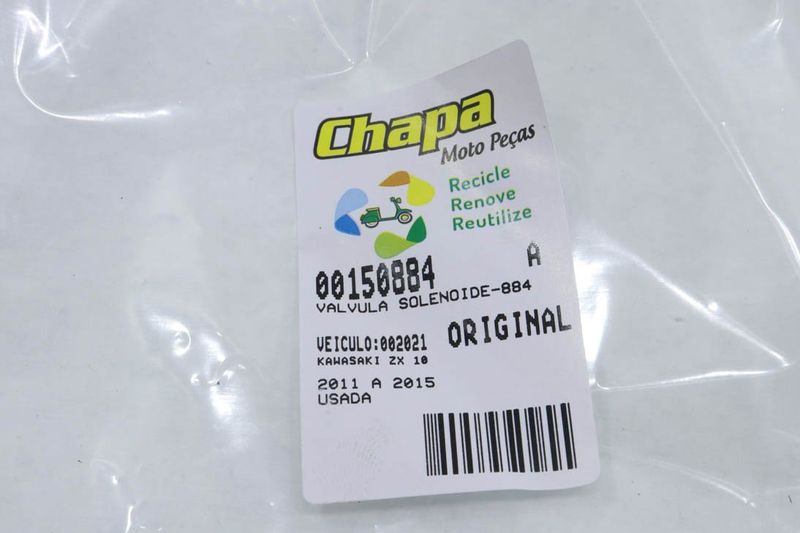 Chapa
Moto Peças
Recicle
Renove
Reutilize
00150884 A
VALVULA SOLENOIDE-884
VEICULO:002021 ORIGINAL
KAWASAKI ZX 10
2011 A 2015
USADA